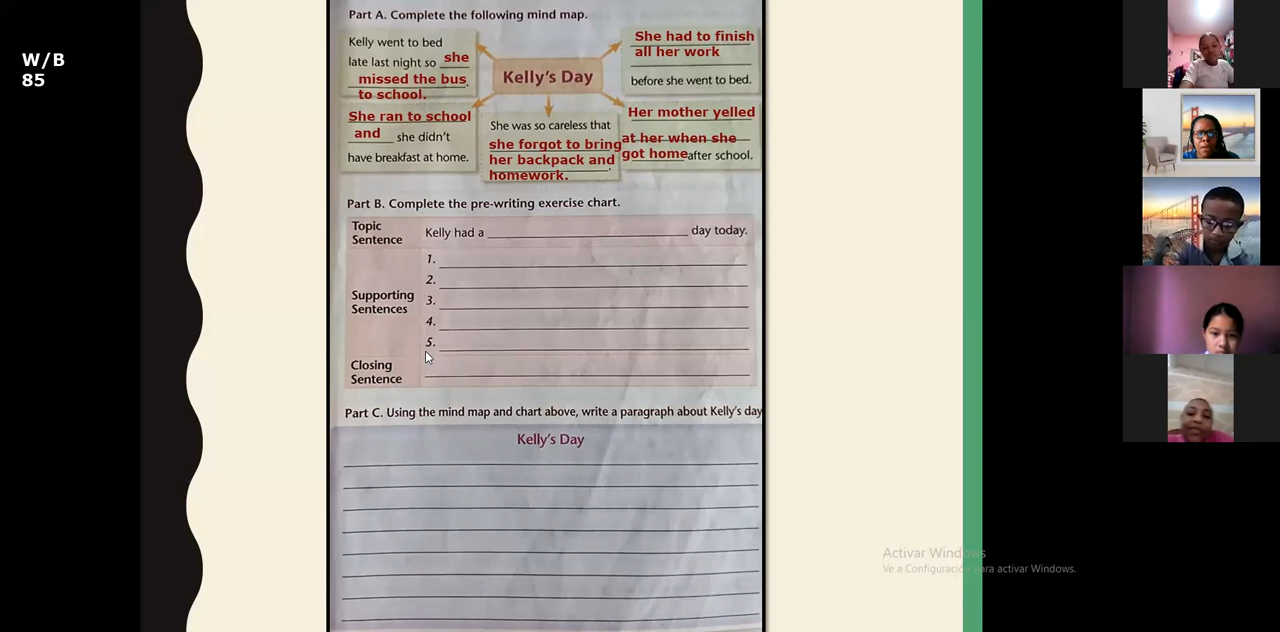 W/B
85
Part A. Complete the following mind map.
Kelly went to bed
late last night so she
missed the bus.
to school.
Kelly's Day
She had to finish
all her work
before she went to bed.
She ran to school
and she didn't
have breakfast at home.
She was so careless that
she forgot to bring
her backpack and
homework.
Her mother yelled
at her when she
got home after school.
Part B. Complete the pre-writing exercise chart.
Topic
Sentence
Kelly had a ____ day today.
Supporting
Sentences
1.
2.
3.
4.
5.
Closing
Sentence
Part C. Using the mind map and chart above, write a paragraph about Kelly's day
Kelly's Day
Activar Windows
Ve a Configuración para activar Windows.